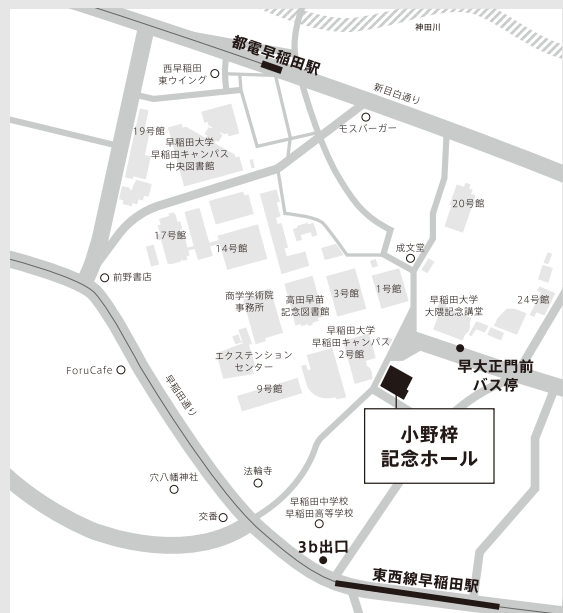 神田川
都電早稲田駅
西早稲田
東ウイング
新目白通り
モスバーガー
19号館
早稲田大学
早稲田キャンパス
中央図書館
20号館
17号館
14号館
成文堂
前野書店
商学学術院
事務所
高田早苗
記念図書館
3号館
1号館
早稲田大学
大隈記念講堂
24号館
早稲田大学
早稲田キャンパス
2号館
エクステンション
センター
早大正門前
バス停
ForuCafe
早稲田通り
9号館
小野梓
記念ホール
穴八幡神社
法輪寺
交番
早稲田中学校
早稲田高等学校
3b出口
東西線早稲田駅